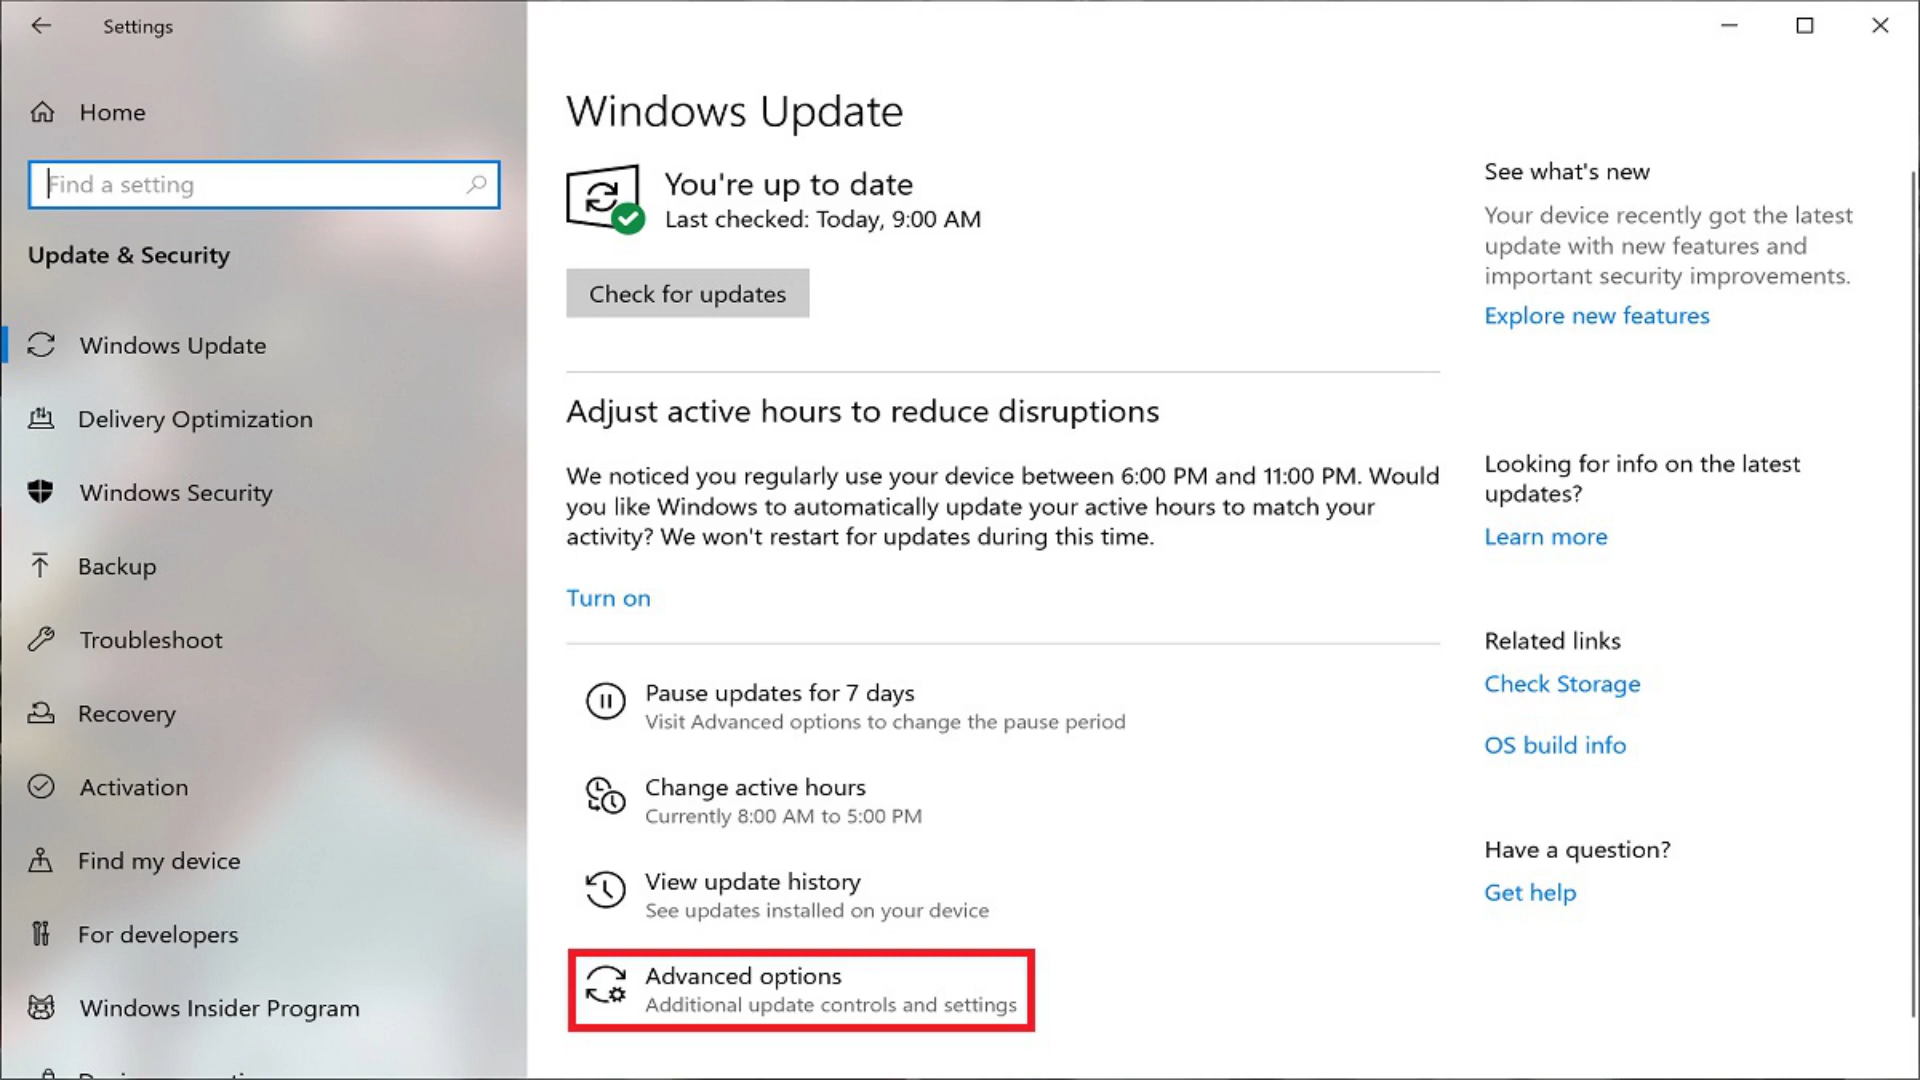 Settings
Home
Find a setting
Update & Security
Windows Update
Delivery Optimization
Windows Security
Backup
Troubleshoot
Recovery
Activation
Find my device
For developers
Windows Insider Program
Windows Update
You're up to date
Last checked: Today, 9:00 AM
Check for updates
Adjust active hours to reduce disruptions
We noticed you regularly use your device between 6:00 PM and 11:00 PM. Would
you like Windows to automatically update your active hours to match your
activity? We won't restart for updates during this time.
Turn on
Pause updates for 7 days
Visit Advanced options to change the pause period
Change active hours
Currently 8:00 AM to 5:00 PM
View update history
See updates installed on your device
Advanced options
Additional update controls and settings
See what's new
Your device recently got the latest
update with new features and
important security improvements.
Explore new features
Looking for info on the latest
updates?
Learn more
Related links
Check Storage
OS build info
Have a question?
Get help